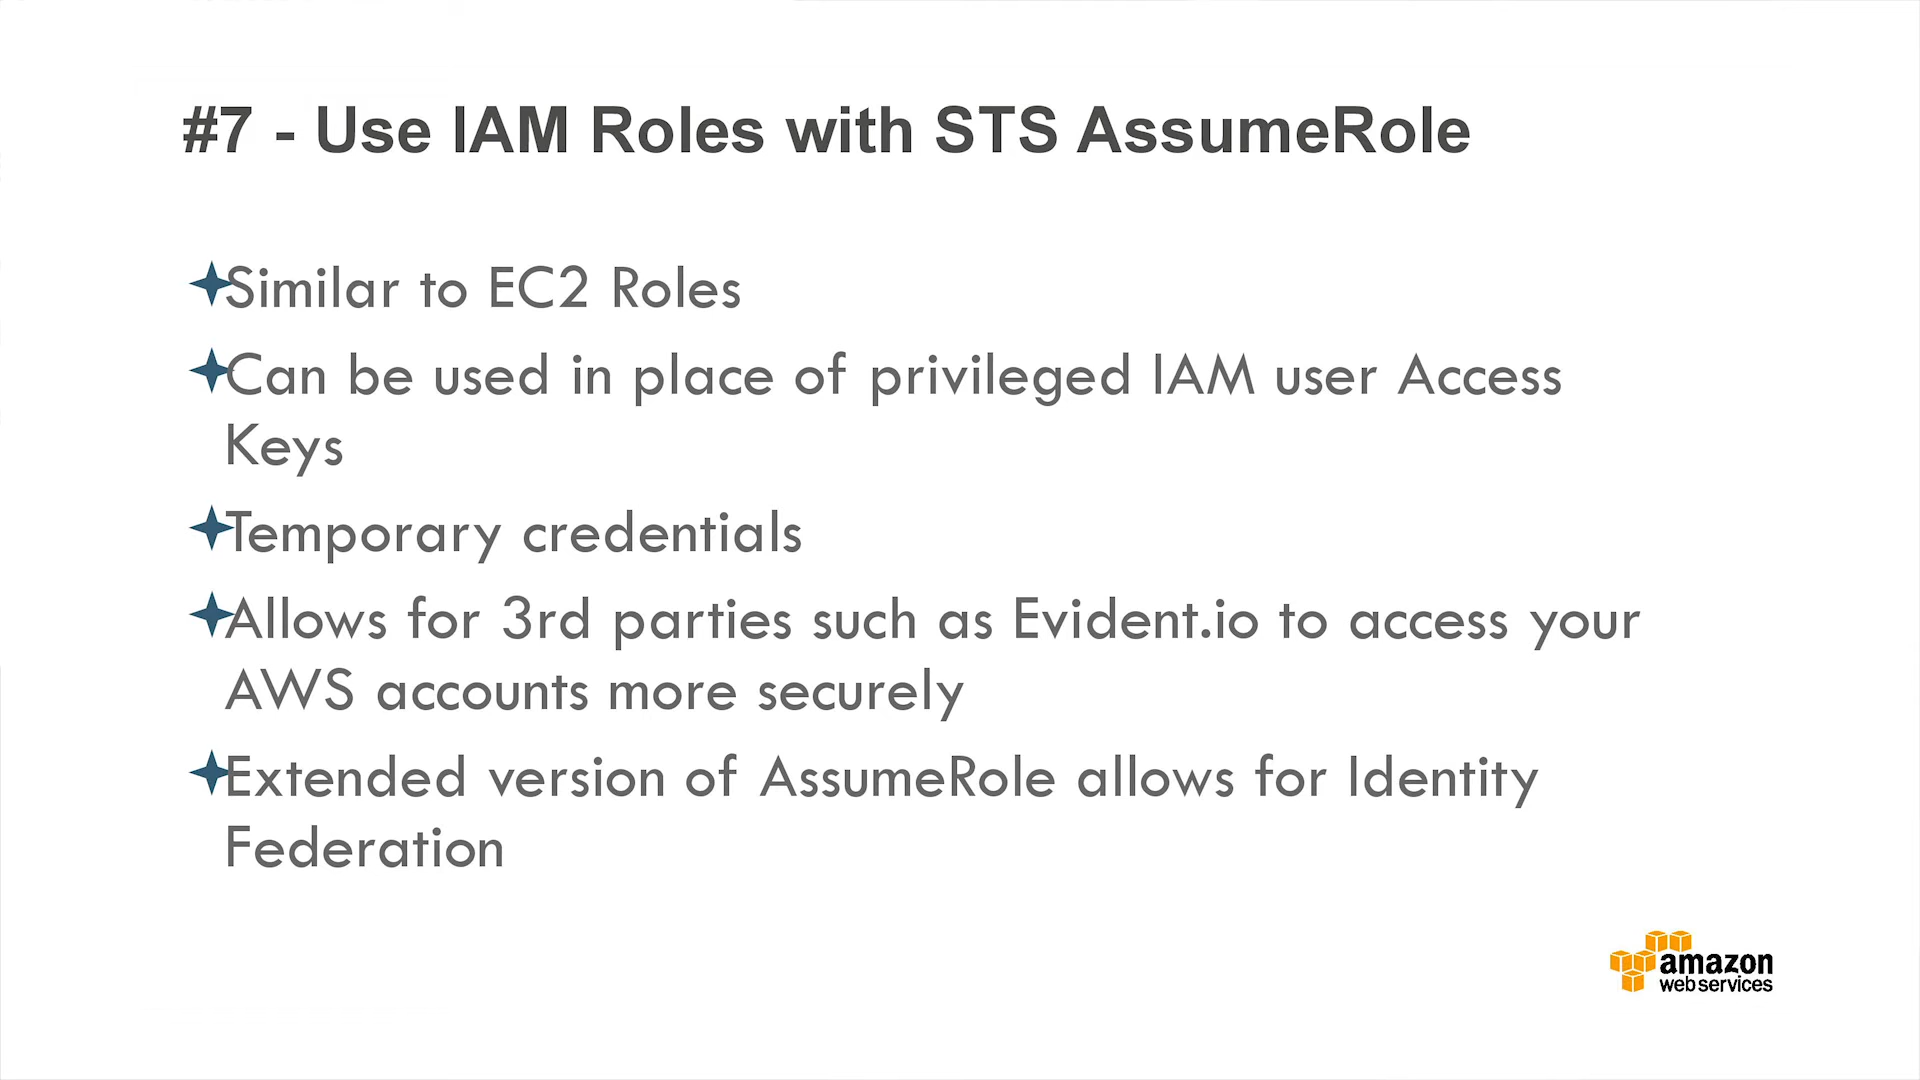 #7 - Use IAM Roles with STS AssumeRole
Similar to EC2 Roles
Can be used in place of privileged IAM user Access
Keys
Temporary credentials
Allows for 3rd parties such as Evident.io to access your
AWS accounts more securely
Extended version of AssumeRole allows for Identity
Federation
amazon
web services